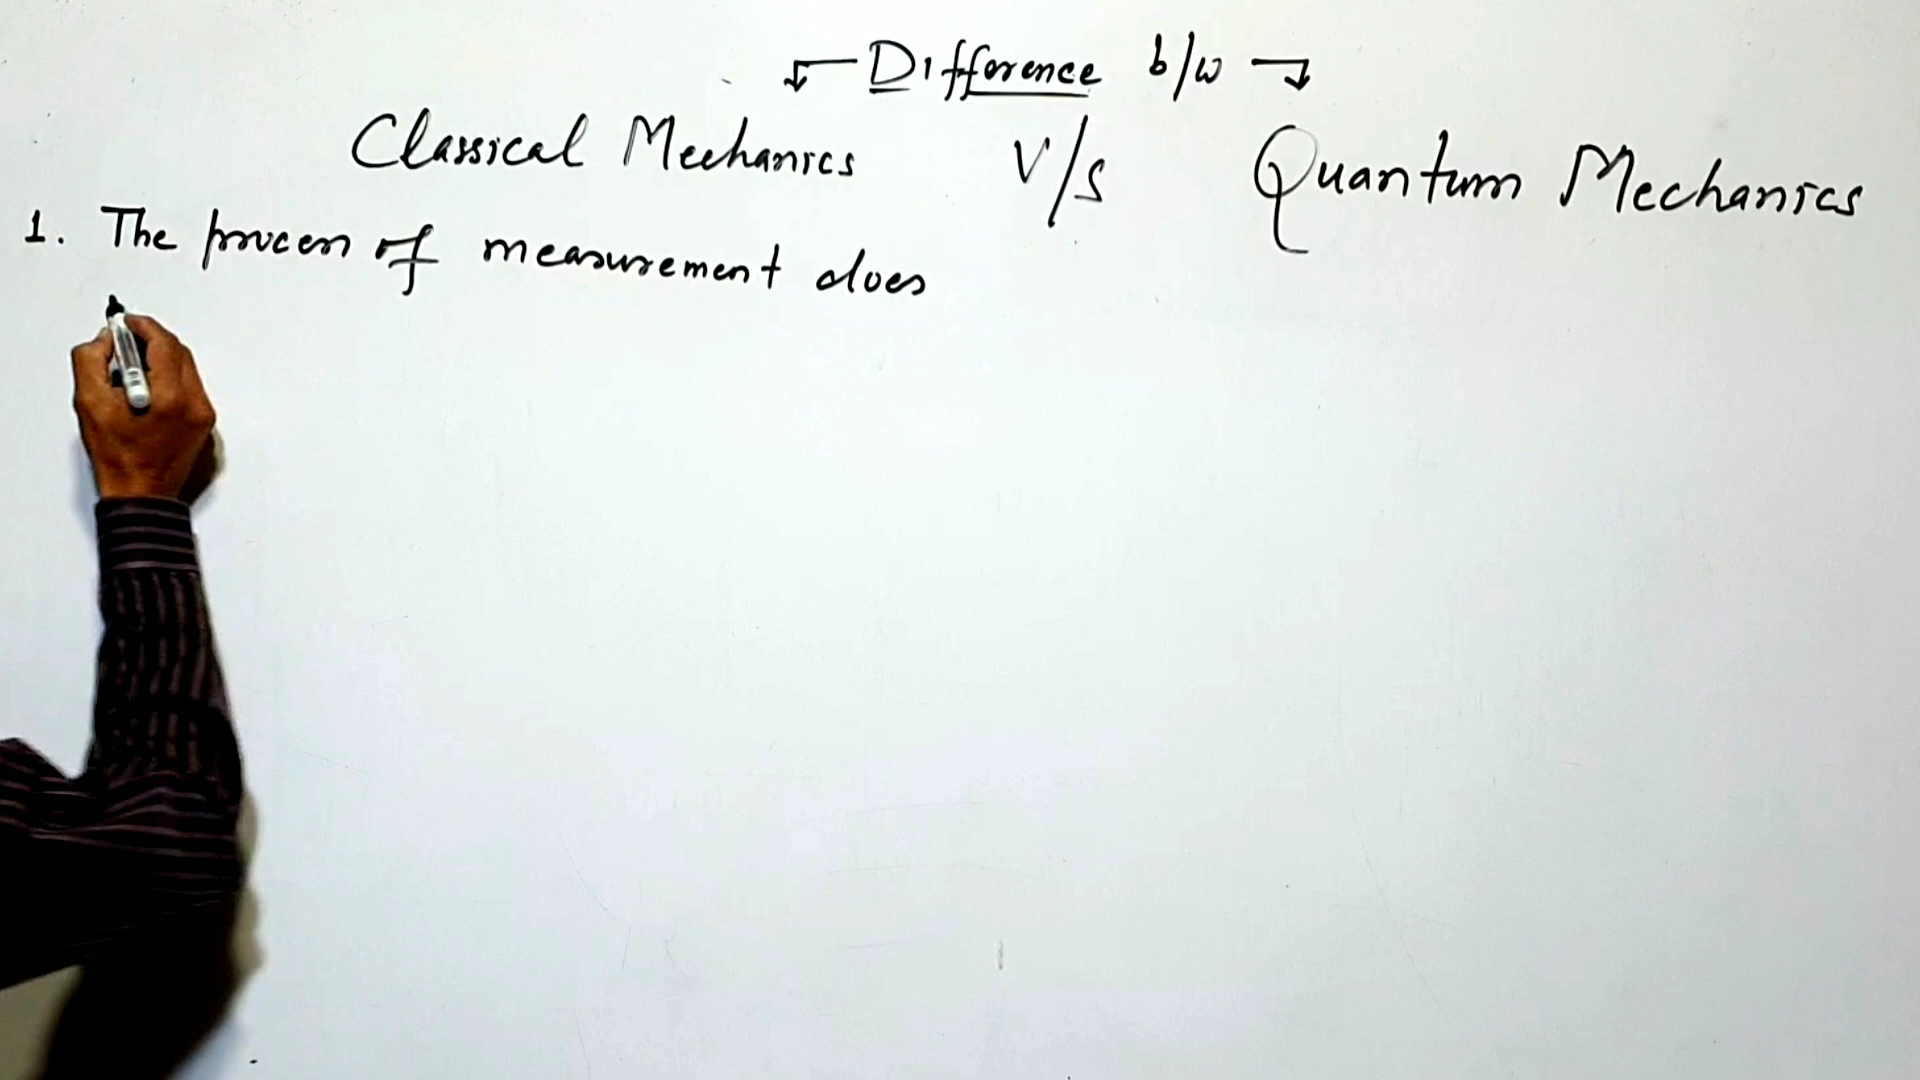 Difference b/w
Classical Mechanics V/s Quantum Mechanics
1. The process of measurement does